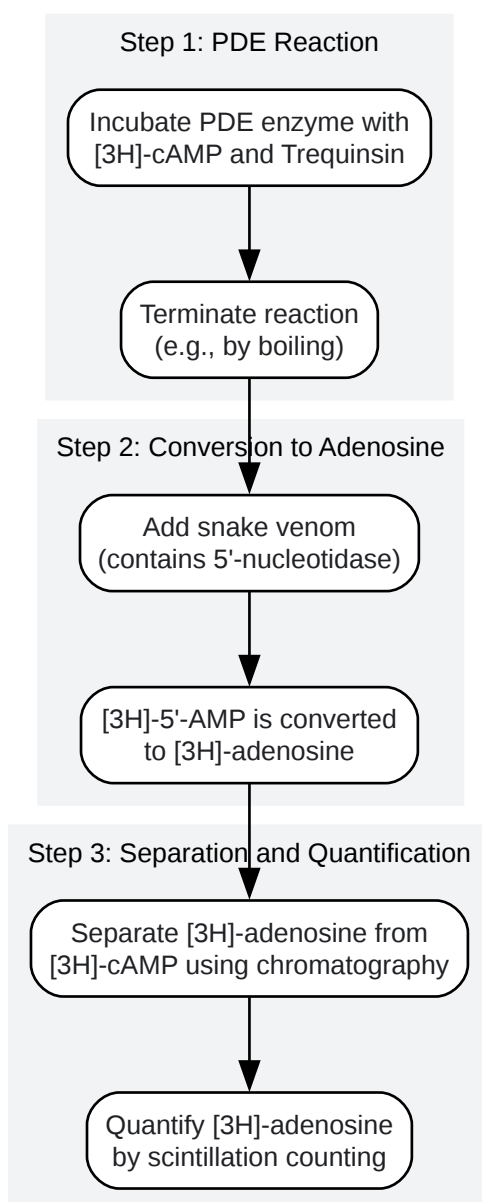 Step 1: PDE Reaction
Incubate PDE enzyme with
[3H]-cAMP and Trequinsin
Terminate reaction
(e.g., by boiling)
Step 2: Conversion to Adenosine
Add snake venom
(contains 5'-nucleotidase)
[3H]-5'-AMP is converted
to [3H]-adenosine
Step 3: Separation and Quantification
Separate [3H]-adenosine from
[3H]-cAMP using chromatography
Quantify [3H]-adenosine
by scintillation counting